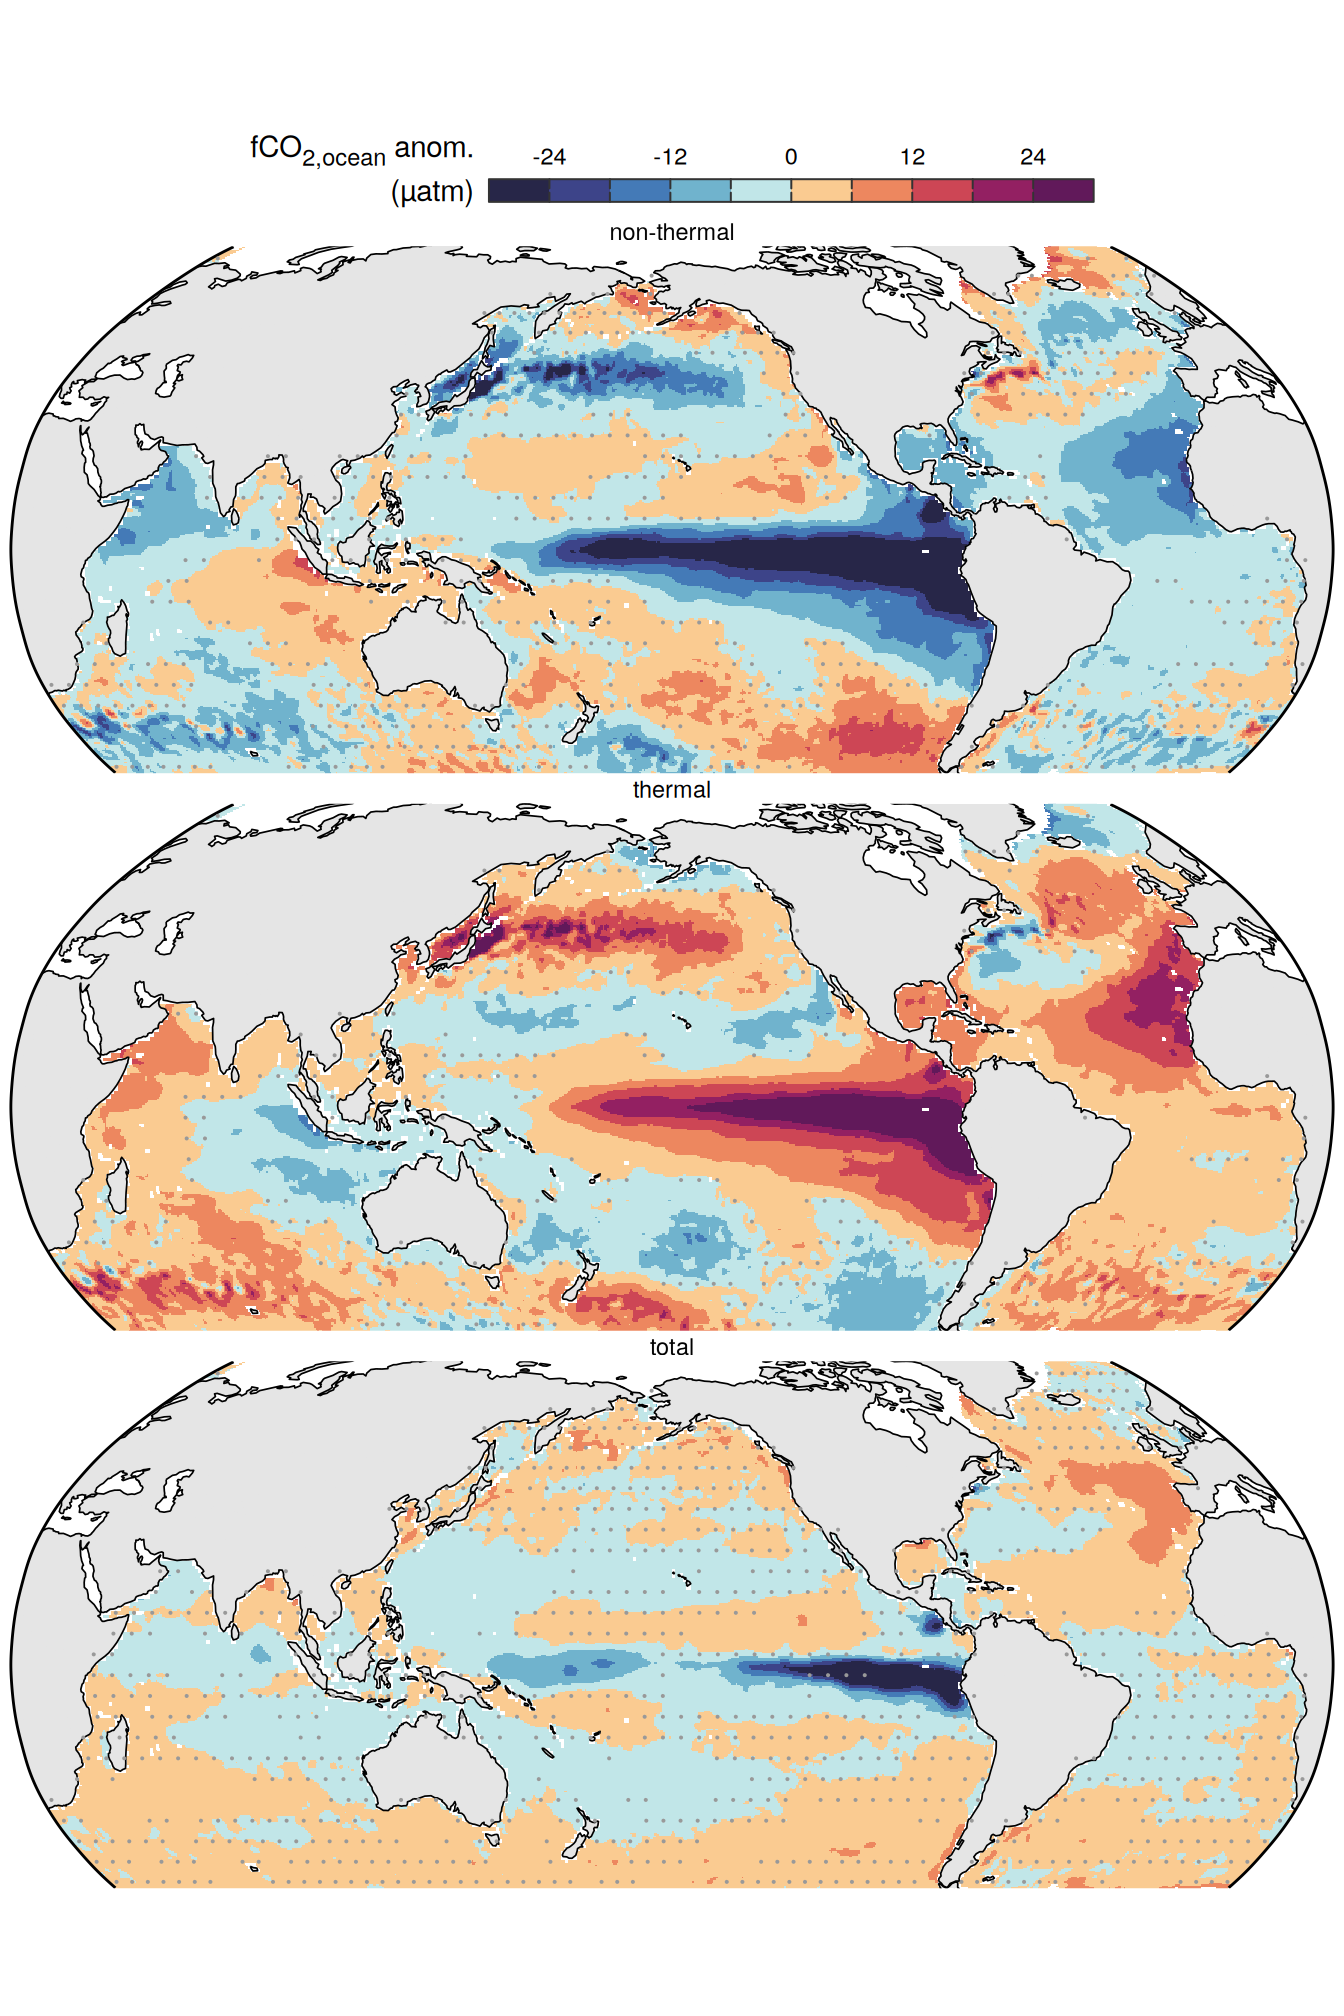 fCO2,ocean anom.
(μatm)
-24 -12 0 12 24
non-thermal
thermal
total